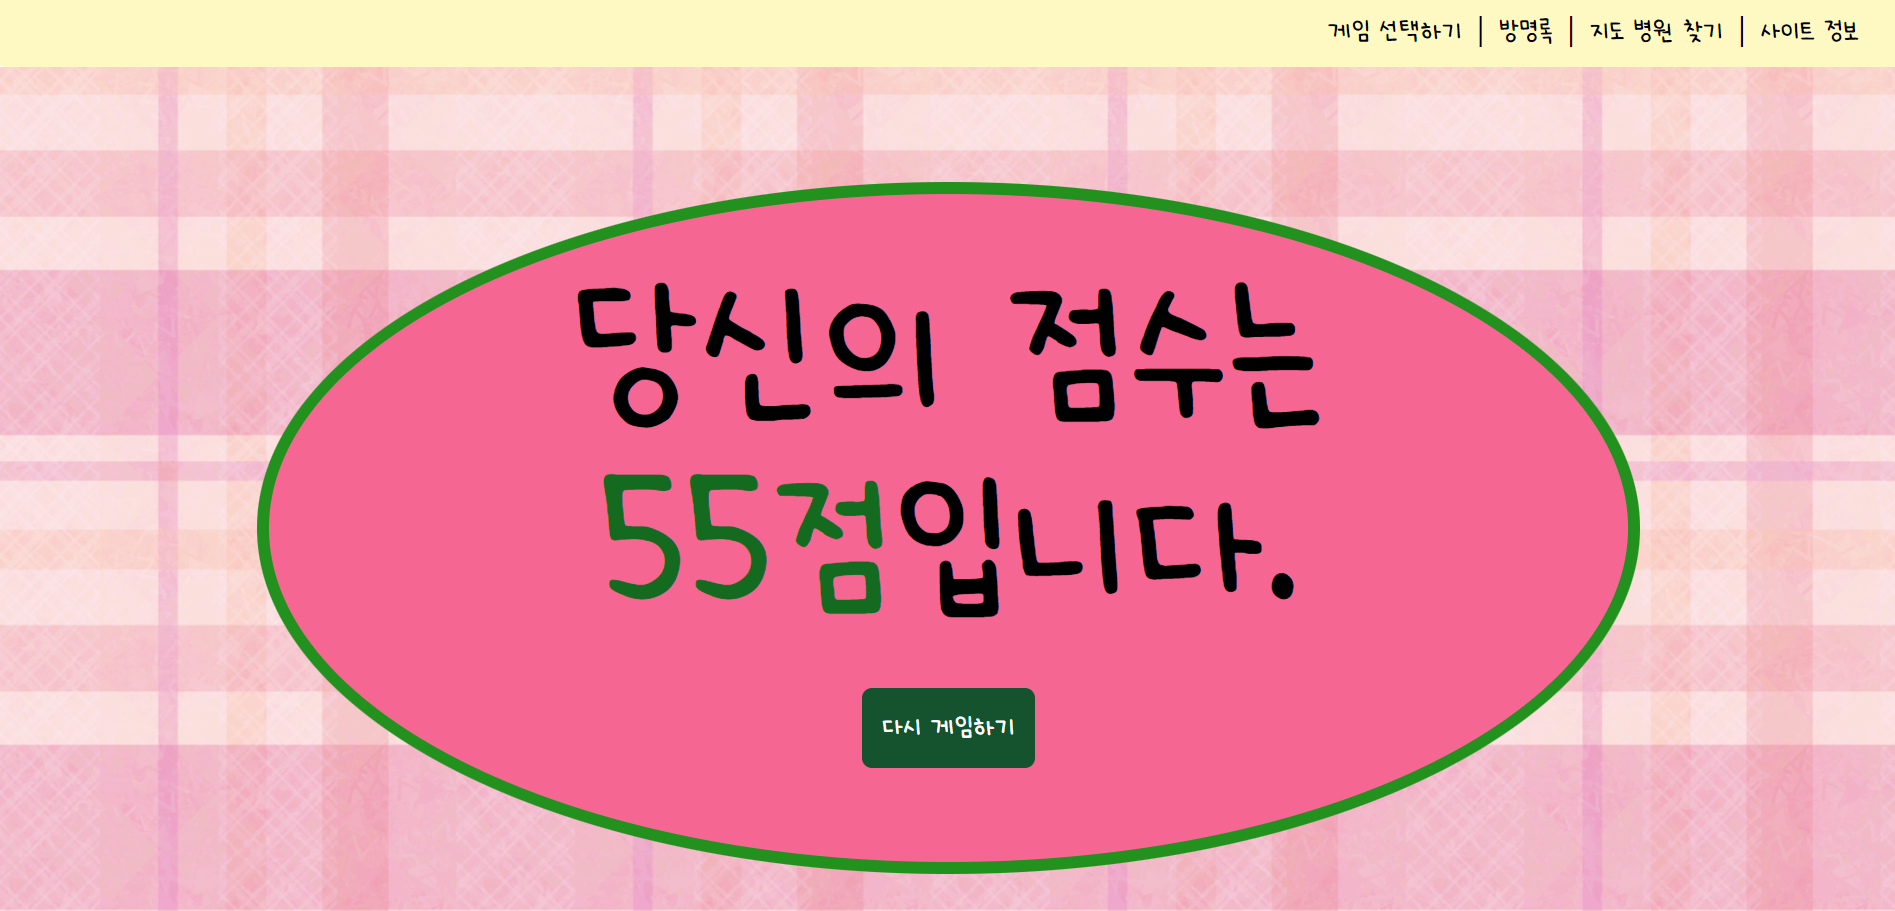 게임 선택하기 | 방명록 | 지도 병원 찾기 | 사이트 정보
당신의 점수는
55점입니다.
다시 게임하기